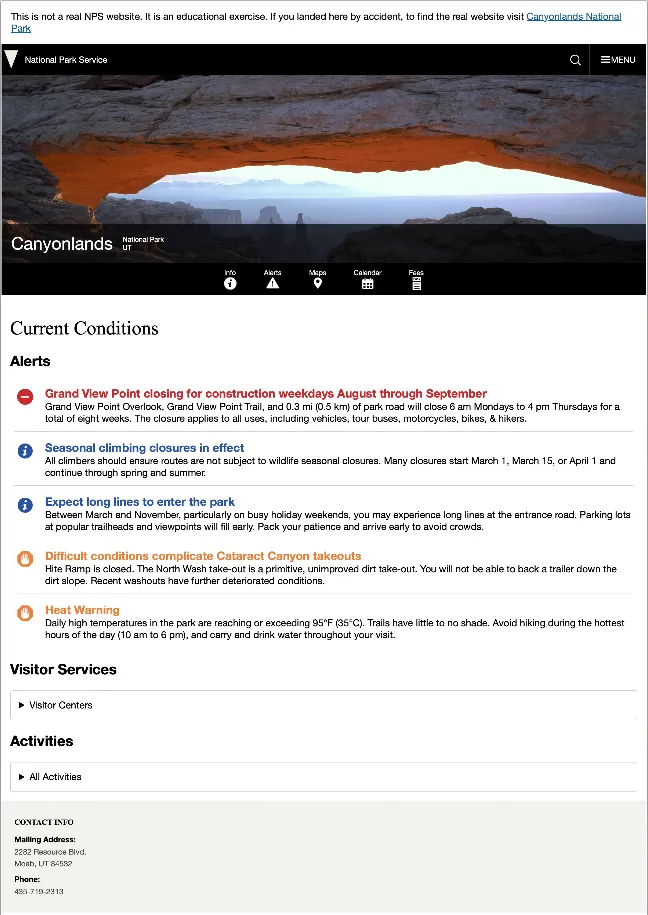 This is not a real NPS website. It is an educational exercise. If you landed here by accident, to find the real website visit Canyonlands National
Park
National Park Service
MENU
Canyonlands
National Park
UT
Info
Alerts
Maps
Calendar
Fees
Current Conditions
Alerts
Grand View Point closing for construction weekdays August through September
Grand View Point Overlook, Grand View Point Trail, and 0.3 mi (0.5 km) of park road will close 6 am Mondays to 4 pm Thursdays for a
total of eight weeks. The closure applies to all uses, including vehicles, tour buses, motorcycles, bikes, & hikers.
Seasonal climbing closures in effect
All climbers should ensure routes are not subject to wildlife seasonal closures. Many closures start March 1, March 15, or April 1 and
continue through spring and summer.
Expect long lines to enter the park
Between March and November, particularly on busy holiday weekends, you may experience long lines at the entrance road. Parking lots
at popular trailheads and viewpoints will fill early. Pack your patience and arrive early to avoid crowds.
Difficult conditions complicate Cataract Canyon takeouts
Hite Ramp is closed. The North Wash take-out is a primitive, unimproved dirt take-out. You will not be able to back a trailer down the
dirt slope. Recent washouts have further deteriorated conditions.
Heat Warning
Daily high temperatures in the park are reaching or exceeding 95°F (35°C). Trails have little to no shade. Avoid hiking during the hottest
hours of the day (10 am to 6 pm), and carry and drink water throughout your visit.
Visitor Services
Visitor Centers
Activities
All Activities
CONTACT INFO
Mailing Address:
2282 Resource Blvd.
Moab, UT 84532
Phone:
435-719-2313